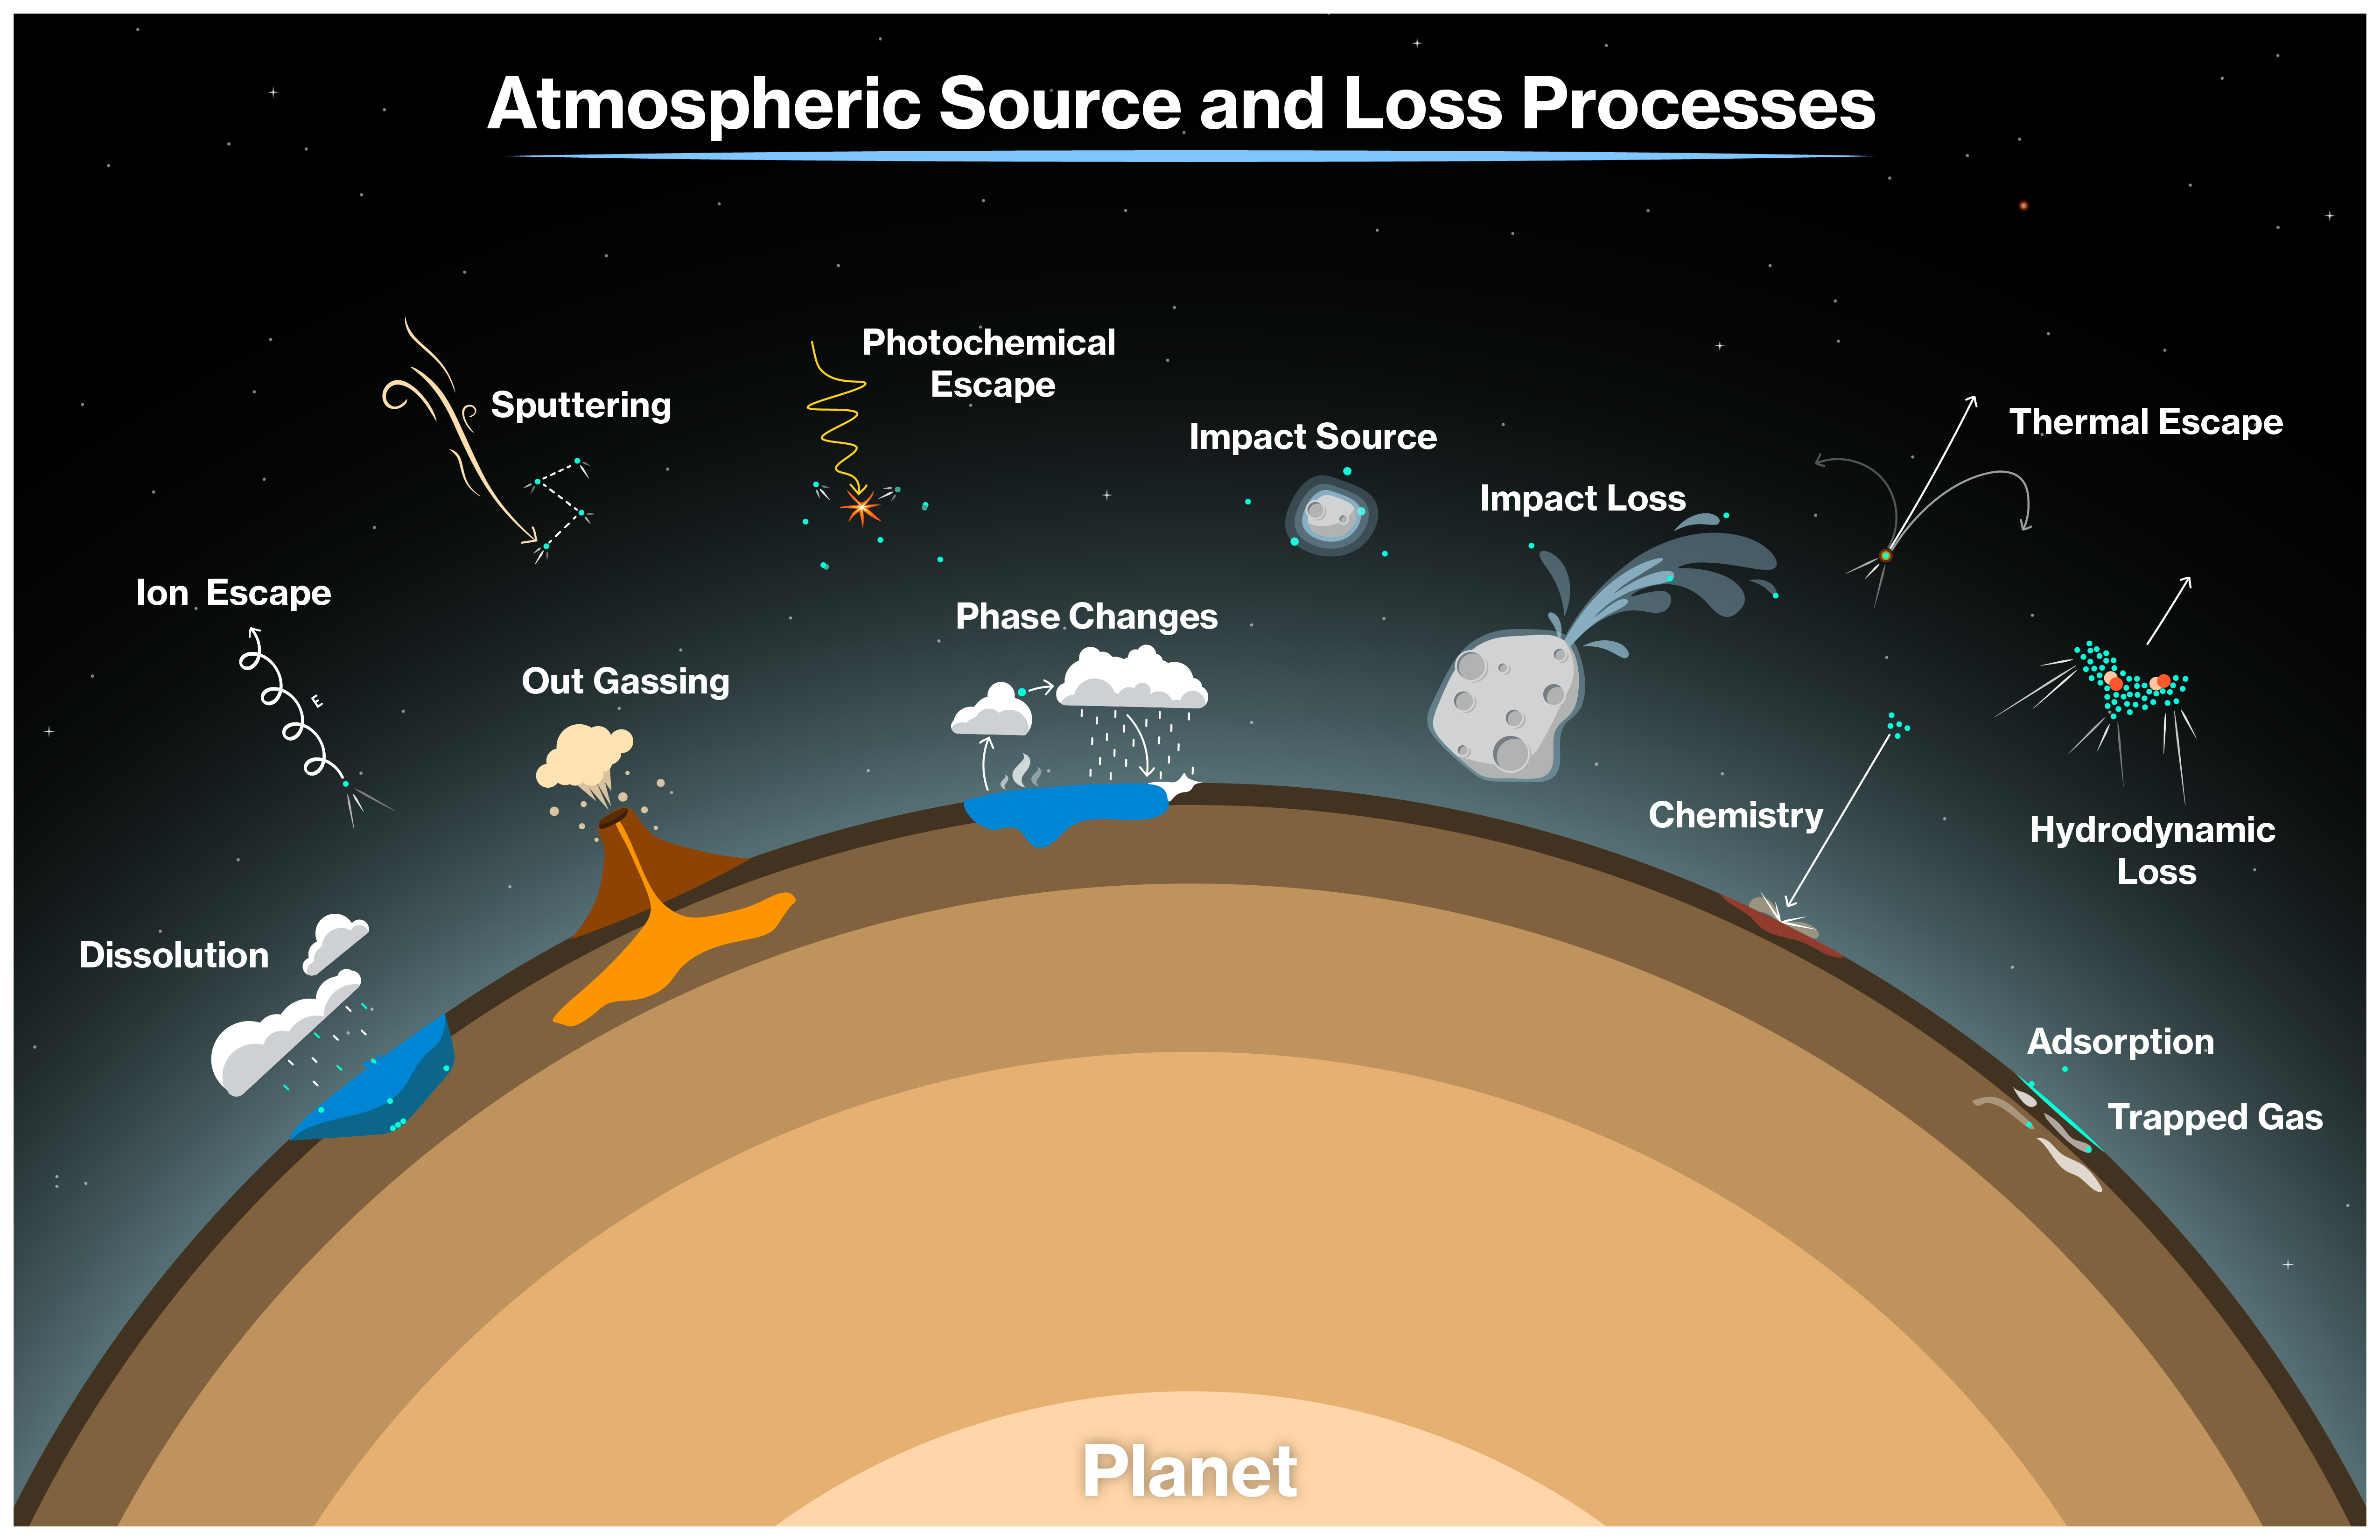 Atmospheric Source and Loss Processes
Photochemical
Escape
Sputtering
Impact Source
Thermal Escape
Impact Loss
Ion Escape
Phase Changes
E
Out Gassing
Chemistry
Hydrodynamic
Loss
Dissolution
Adsorption
Trapped Gas
Planet